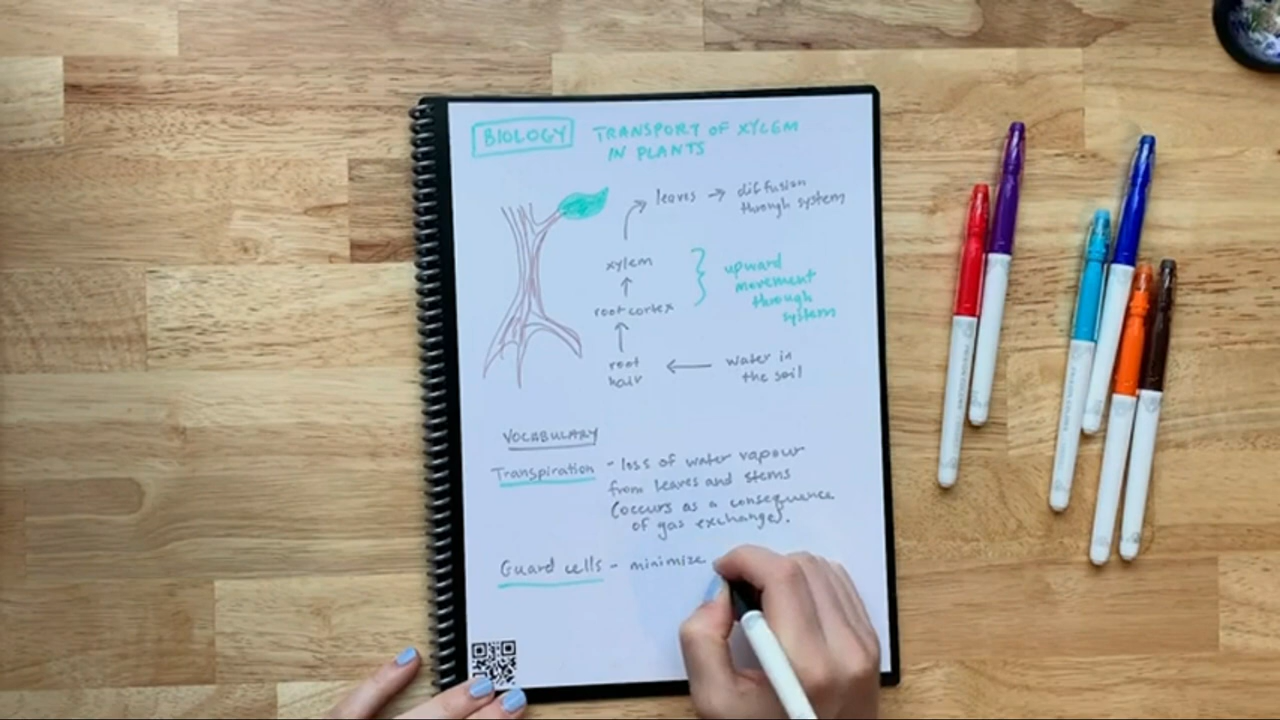 BIOLOGY
TRANSPORT OF XYLEM
IN PLANTS
leaves → diffusion
through system
xylem
upward
movement
through
system
root cortex
root
hair
← water in
the soil
VOCABULARY
Transpiration - loss of water vapour
from leaves and stems
(occurs as a consequence
of gas exchange).
Guard cells - minimize